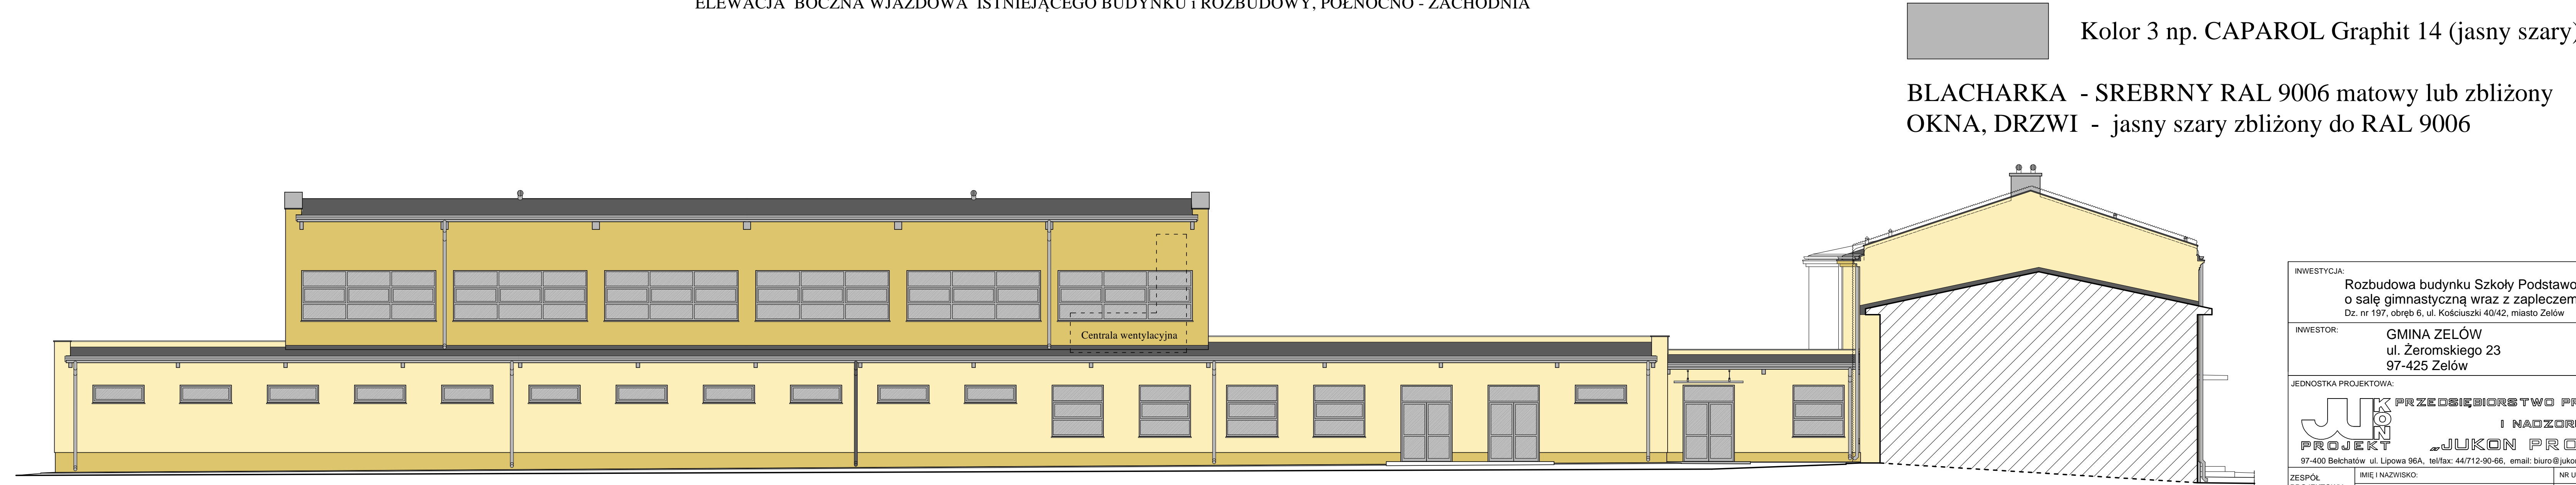 ELEWACJA BOCZNA WJAZDOWA ISTNIEJĄCEGO BUDYNKU i ROZBUDOWY, PÓŁNOCNO - ZACHODNIA
Kolor 3 np. CAPAROL Graphit 14 (jasny szary)
BLACHARKA - SREBRNY RAL 9006 matowy lub zbliżony
OKNA, DRZWI - jasny szary zbliżony do RAL 9006
Centrala wentylacyjna
INWESTYCJA:
Rozbudowa budynku Szkoły Podstawo
o salę gimnastyczną wraz z zapleczem
Dz. nr 197, obręb 6, ul. Kościuszki 40/42, miasto Zelów
INWESTOR:
GMINA ZELÓW
ul. Żeromskiego 23
97-425 Zelów
JEDNOSTKA PROJEKTOWA:
JUKON PROJEKT
PRZEDSIĘBIORSTWO PR
I NADZOR
„JUKON PRO
97-400 Bełchatów ul. Lipowa 96A, tel/fax: 44/712-90-66, email: biuro@juko
ZESPÓŁ
IMIĘ I NAZWISKO:
NR U